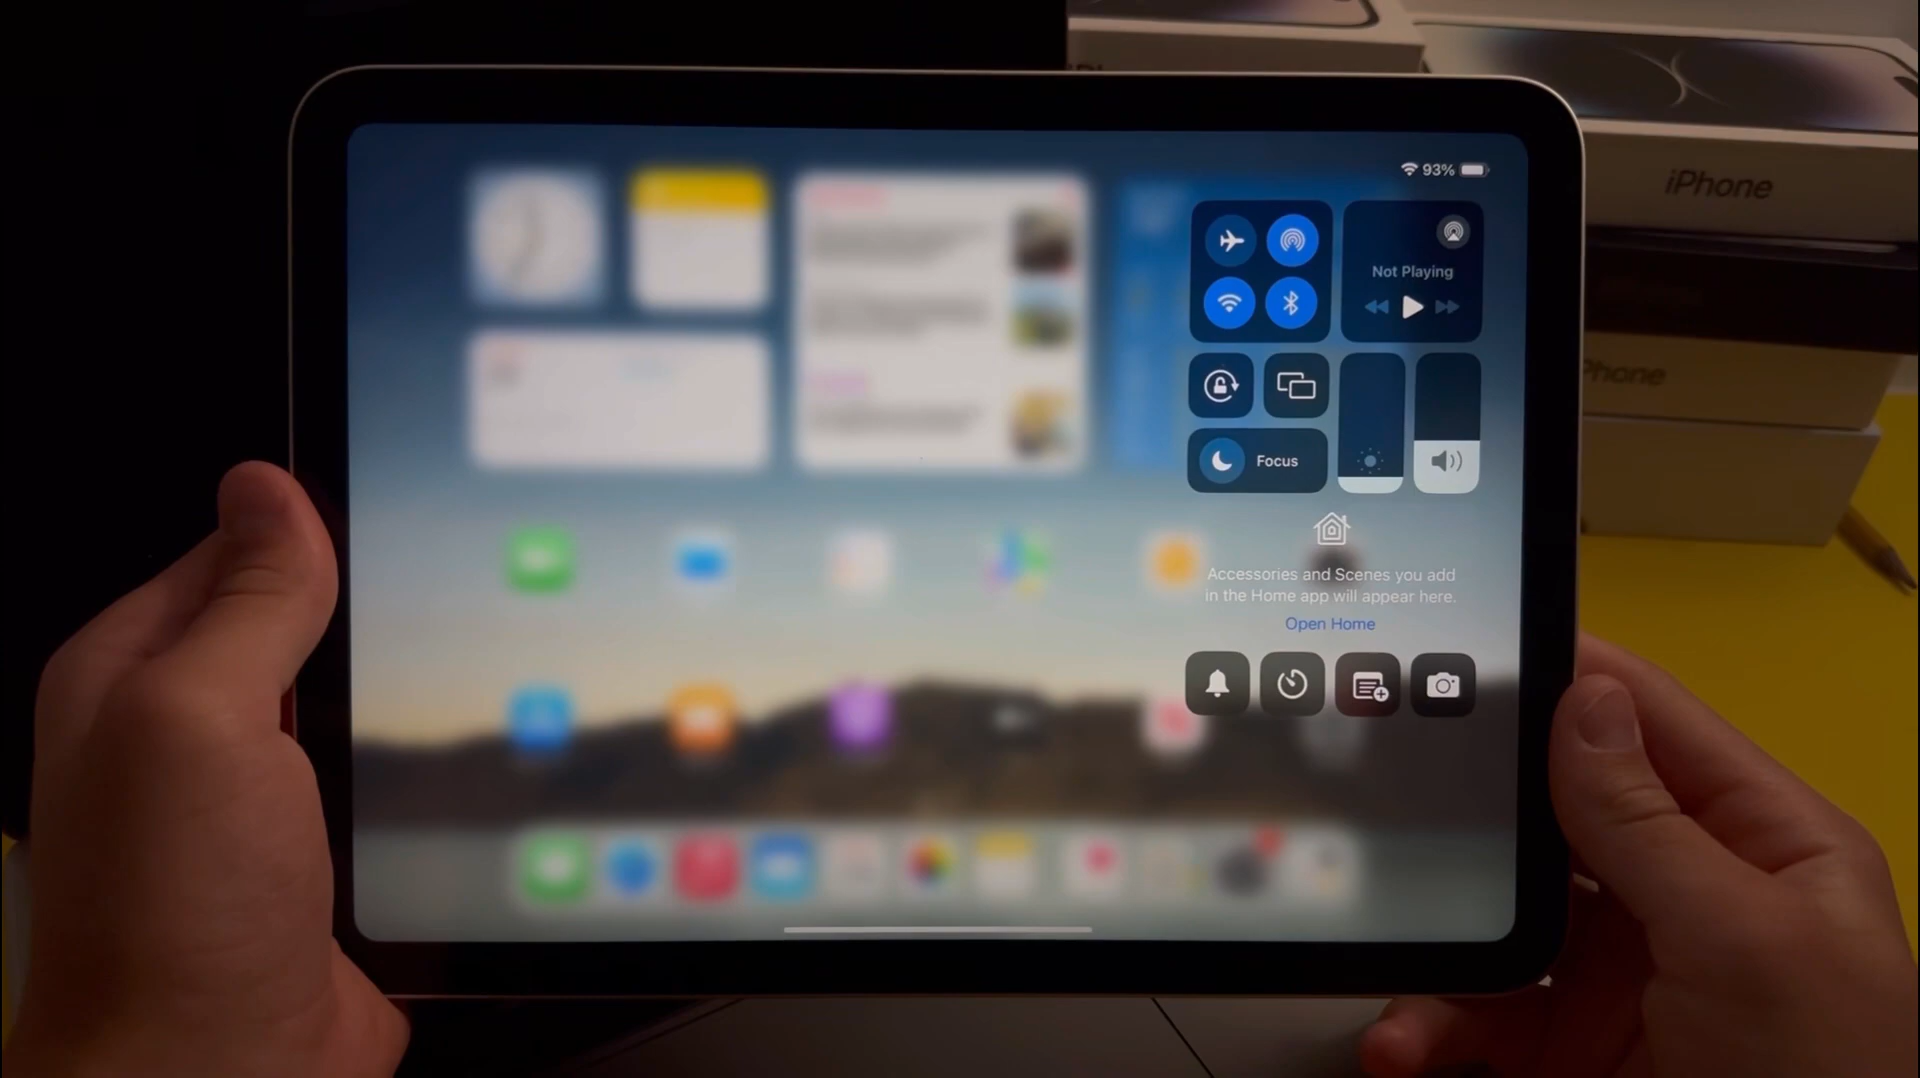 93%
Not Playing
Focus
Accessories and Scenes you add
in the Home app will appear here.
Open Home
iPhone
Phone